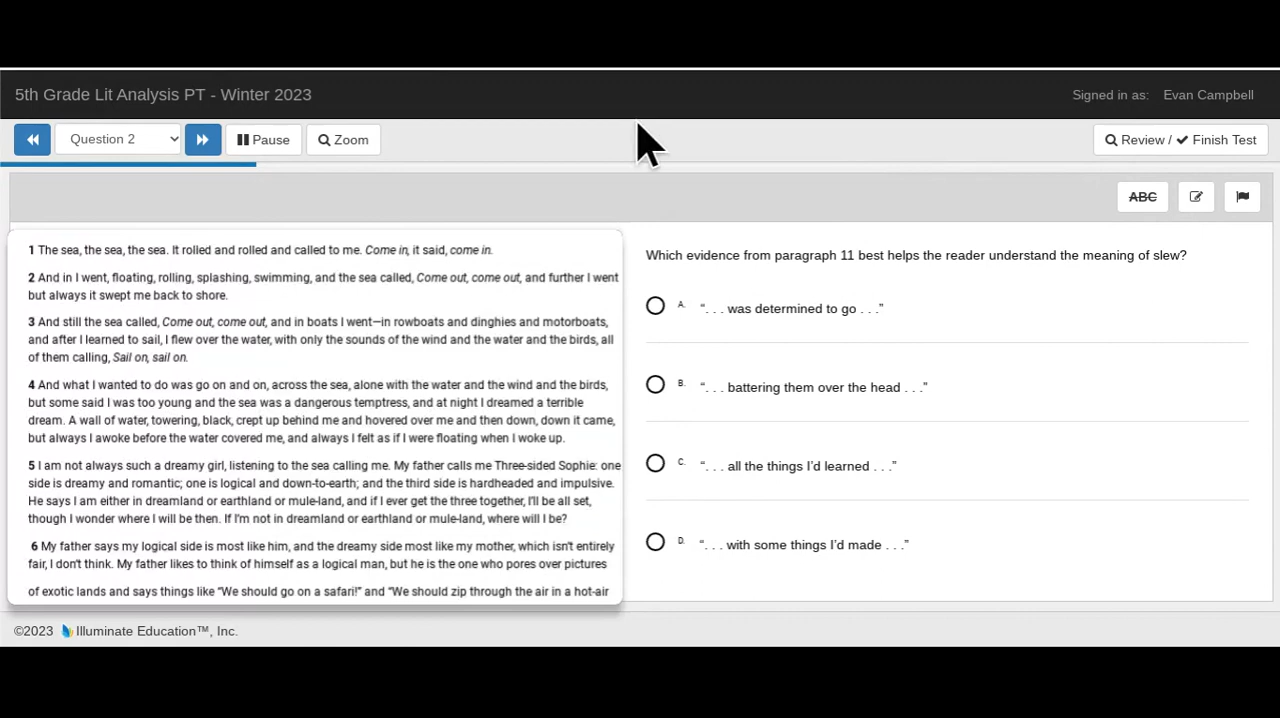 5th Grade Lit Analysis PT - Winter 2023
Signed in as: Evan Campbell
Question 2
Pause
Zoom
Review / Finish Test
ABC
1 The sea, the sea, the sea. It rolled and rolled and called to me. Come in, it said, come in.
2 And in I went, floating, rolling, splashing, swimming, and the sea called, Come out, come out, and further I went
but always it swept me back to shore.
3 And still the sea called, Come out, come out, and in boats I went—in rowboats and dinghies and motorboats,
and after I learned to sail, I flew over the water, with only the sounds of the wind and the water and the birds, all
of them calling, Sail on, sail on.
4 And what I wanted to do was go on and on, across the sea, alone with the water and the wind and the birds,
but some said I was too young and the sea was a dangerous temptress, and at night I dreamed a terrible
dream. A wall of water, towering, black, crept up behind me and hovered over me and then down, down it came,
but always I awoke before the water covered me, and always I felt as if I were floating when I woke up.
5 I am not always such a dreamy girl, listening to the sea calling me. My father calls me Three-sided Sophie: one
side is dreamy and romantic; one is logical and down-to-earth; and the third side is hardheaded and impulsive.
He says I am either in dreamland or earthland or mule-land, and if I ever get the three together, I'll be all set,
though I wonder where I will be then. If I'm not in dreamland or earthland or mule-land, where will I be?
6 My father says my logical side is most like him, and the dreamy side most like my mother, which isn't entirely
fair, I don't think. My father likes to think of himself as a logical man, but he is the one who pores over pictures
of exotic lands and says things like “We should go on a safari!” and “We should zip through the air in a hot-air
Which evidence from paragraph 11 best helps the reader understand the meaning of slew?
A. “. . . was determined to go . . .”
B. “. . . battering them over the head . . .”
C. “. . . all the things I’d learned . . .”
D. “. . . with some things I’d made . . .”
©2023 Illuminate Education™, Inc.